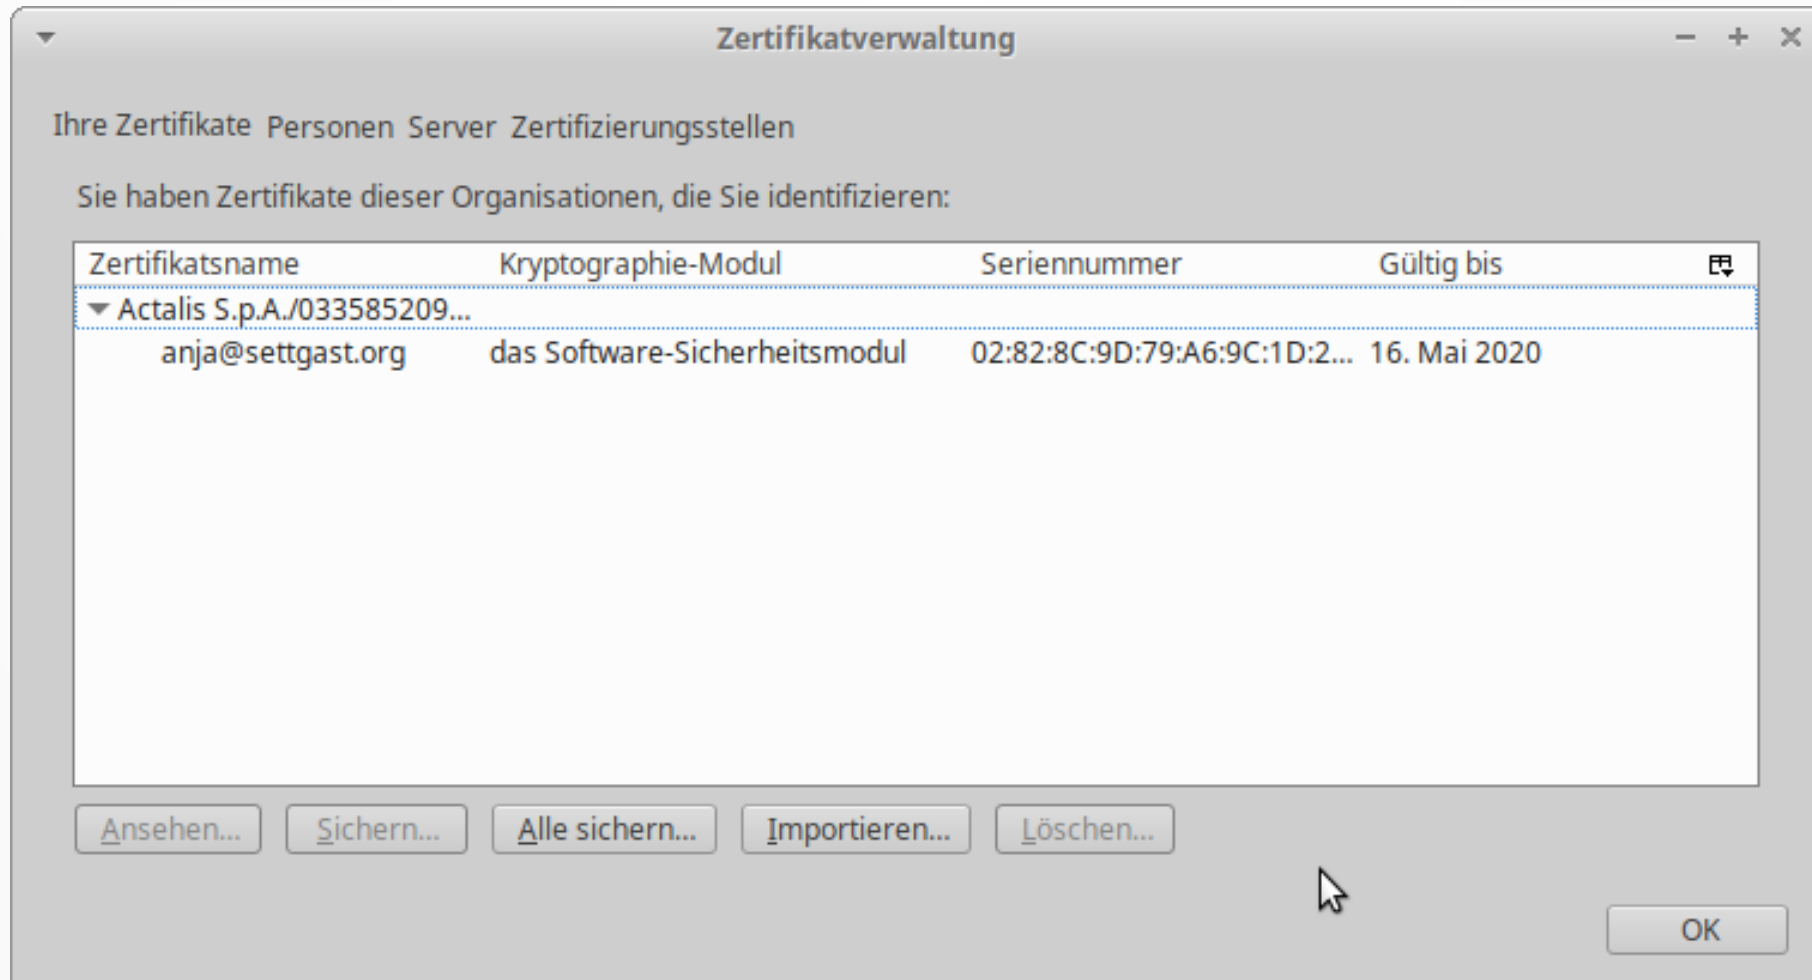 Zertifikatverwaltung
Ihre Zertifikate Personen Server Zertifizierungsstellen
Sie haben Zertifikate dieser Organisationen, die Sie identifizieren:
Zertifikatsname Kryptographie-Modul Seriennummer Gültig bis
Actalis S.p.A./033585209...
anja@settgast.org das Software-Sicherheitsmodul 02:82:8C:9D:79:A6:9C:1D:2... 16. Mai 2020
Ansehen... Sichern... Alle sichern... Importieren... Löschen...
OK